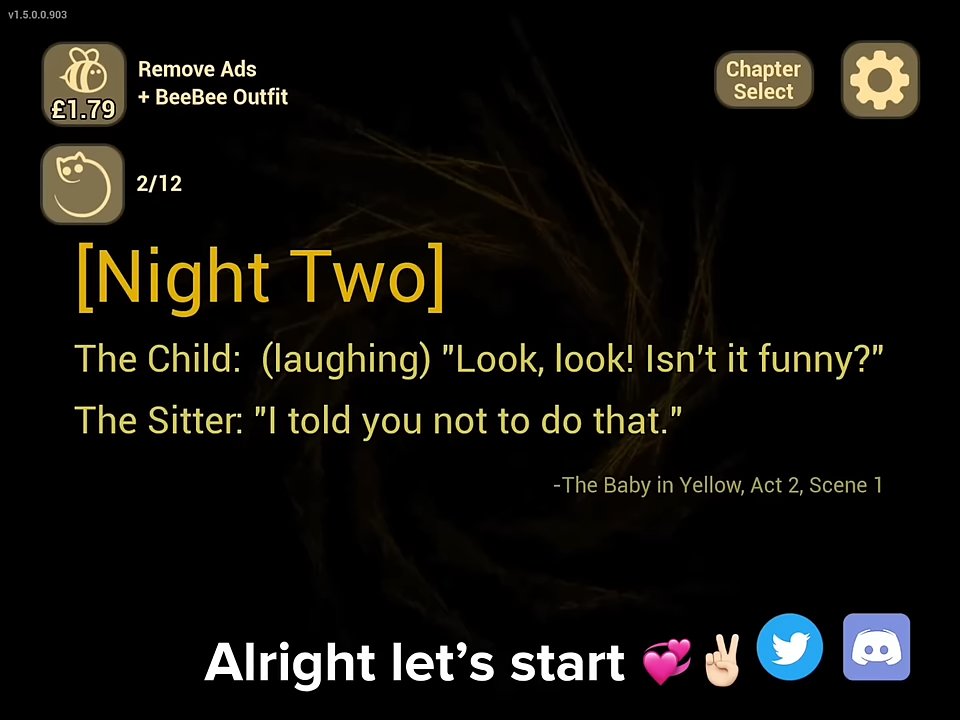 v1.5.0.0.903
£1.79
Remove Ads
+ BeeBee Outfit
Chapter
Select
2/12
[Night Two]
The Child:  (laughing) "Look, look! Isn't it funny?"
The Sitter: "I told you not to do that."
-The Baby in Yellow, Act 2, Scene 1
Alright let’s start 💞✌🏻